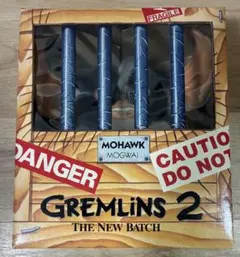 FRAGILE
MOHAWK
MOGWAI
DANGER
CAUTIO
DO NOT
GREMLINS 2
THE NEW BATCH